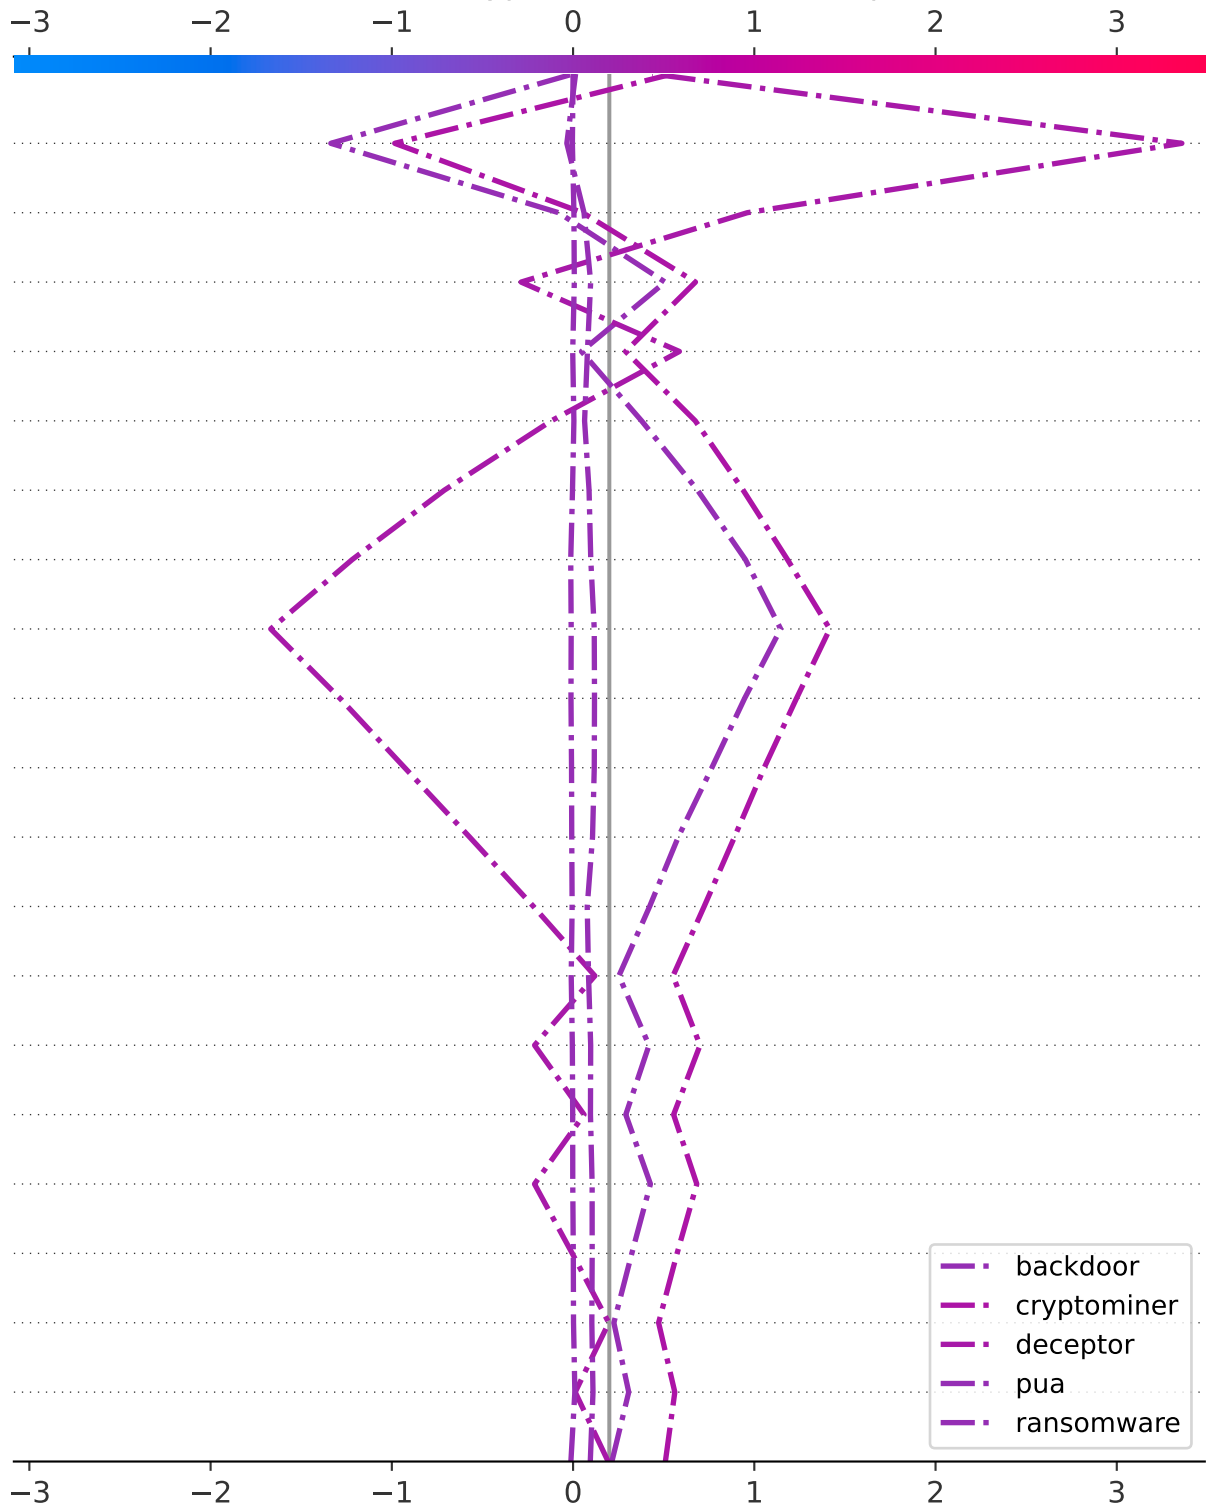 −3 −2 −1 0 1 2 3
backdoor
cryptominer
deceptor
pua
ransomware
−3 −2 −1 0 1 2 3